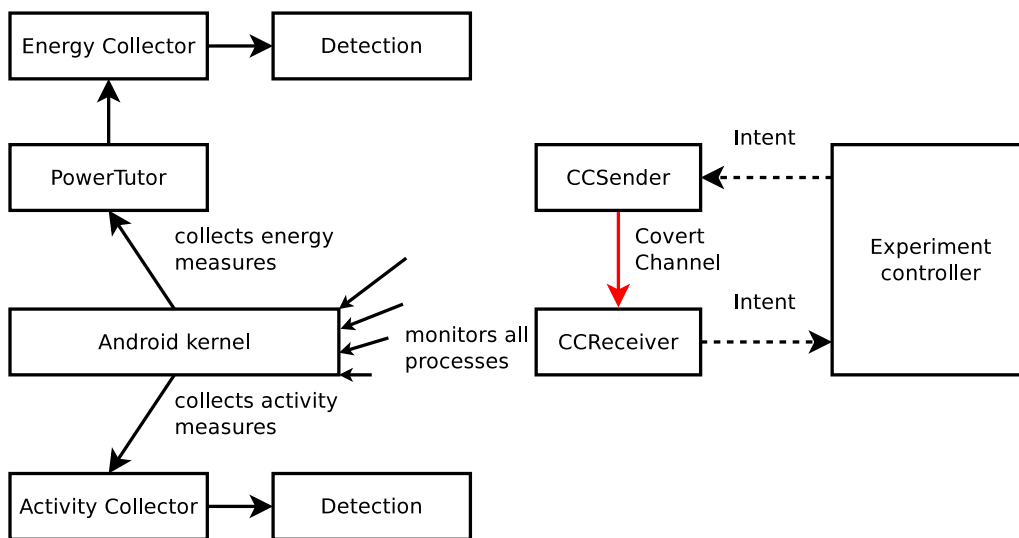 Energy Collector
Detection
PowerTutor
collects energy
measures
Android kernel
monitors all
processes
collects activity
measures
Activity Collector
Detection
Intent
CCSender
Covert
Channel
Experiment
controller
Intent
CCReceiver